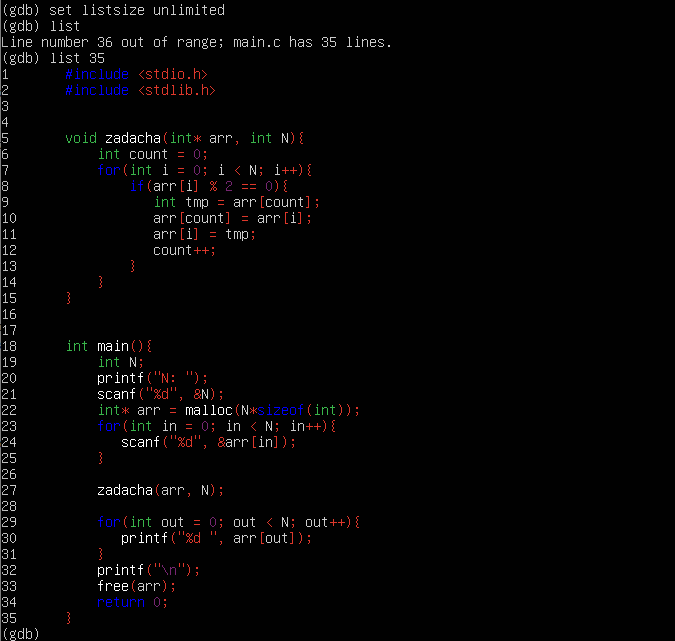 (gdb) set listsize unlimited
(gdb) list
Line number 36 out of range; main.c has 35 lines.
(gdb) list 35
1       #include <stdio.h>
2       #include <stdlib.h>
3
4
5       void zadacha(int* arr, int N){
6           int count = 0;
7           for(int i = 0; i < N; i++){
8               if(arr[i] % 2 == 0){
9                  int tmp = arr[count];
10                 arr[count] = arr[i];
11                 arr[i] = tmp;
12                 count++;
13              }
14          }
15      }
16
17
18      int main(){
19          int N;
20          printf("N: ");
21          scanf("%d", &N);
22          int* arr = malloc(N*sizeof(int));
23          for(int in = 0; in < N; in++){
24             scanf("%d", &arr[in]);
25          }
26
27          zadacha(arr, N);
28
29          for(int out = 0; out < N; out++){
30             printf("%d ", arr[out]);
31          }
32          printf("\n");
33          free(arr);
34          return 0;
35      }
(gdb)